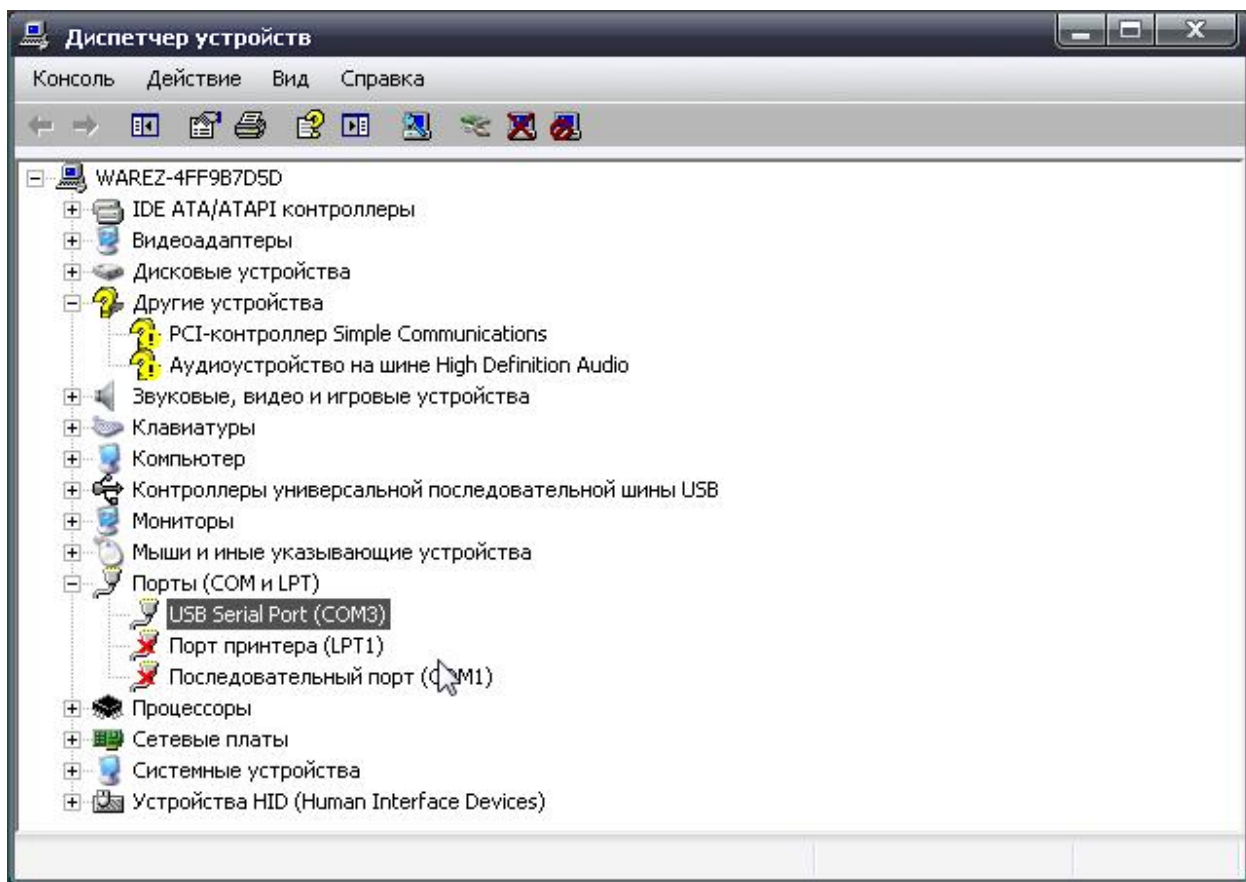 Диспетчер устройств
Консоль Действие Вид Справка
WAREZ-4FF9B7D5D
IDE ATA/ATAPI контроллеры
Видеоадаптеры
Дисковые устройства
Другие устройства
PCI-контроллер Simple Communications
Аудиоустройство на шине High Definition Audio
Звуковые, видео и игровые устройства
Клавиатуры
Компьютер
Контроллеры универсальной последовательной шины USB
Мониторы
Мыши и иные указывающие устройства
Порты (COM и LPT)
USB Serial Port (COM3)
Порт принтера (LPT1)
Последовательный порт (COM1)
Процессоры
Сетевые платы
Системные устройства
Устройства HID (Human Interface Devices)